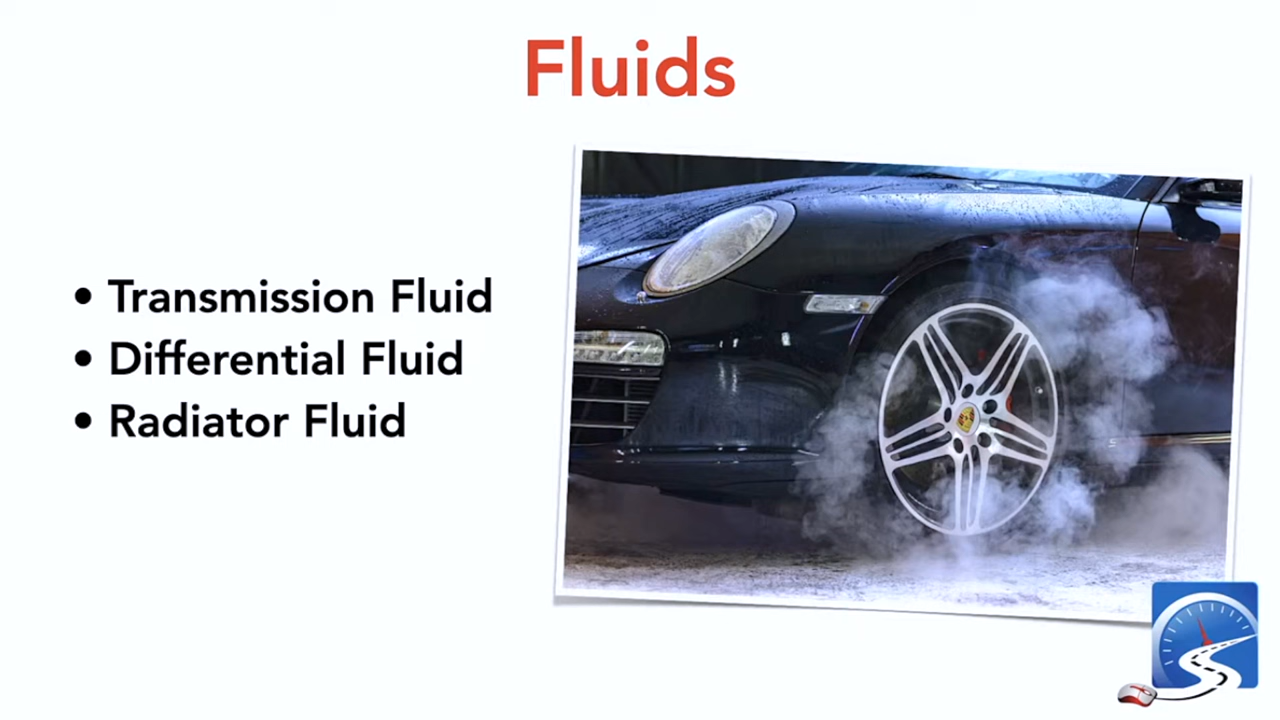 Fluids
• Transmission Fluid
• Differential Fluid
• Radiator Fluid